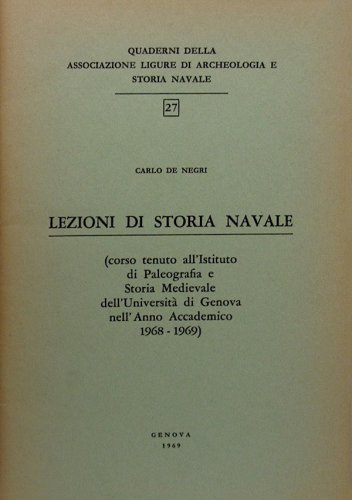 QUADERNI DELLA
ASSOCIAZIONE LIGURE DI ARCHEOLOGIA E
STORIA NAVALE
27
CARLO DE NEGRI
LEZIONI DI STORIA NAVALE
(corso tenuto all'Istituto
di Paleografia e
Storia Medievale
dell'Università di Genova
nell'Anno Accademico
1968 - 1969)
GENOVA
1969